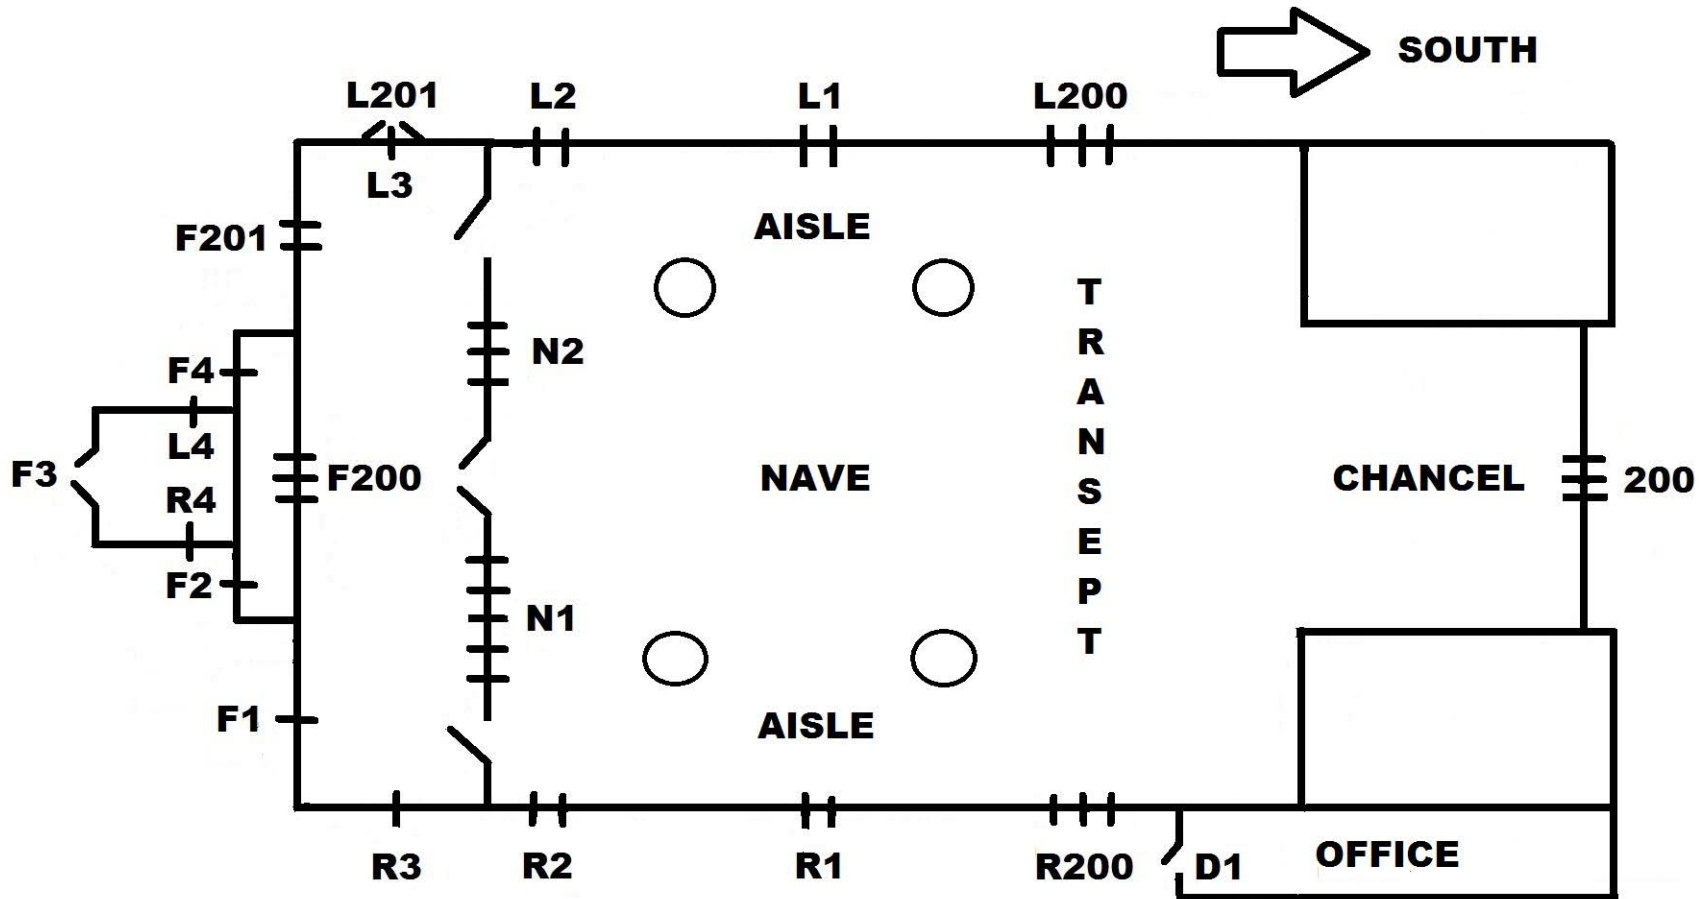 SOUTH
L201
L2
L1
L200
L3
AISLE
F201
TRANSEPT
N2
F4
L4
F3
F200
NAVE
CHANCEL
200
R4
F2
N1
F1
AISLE
R3
R2
R1
R200
D1
OFFICE